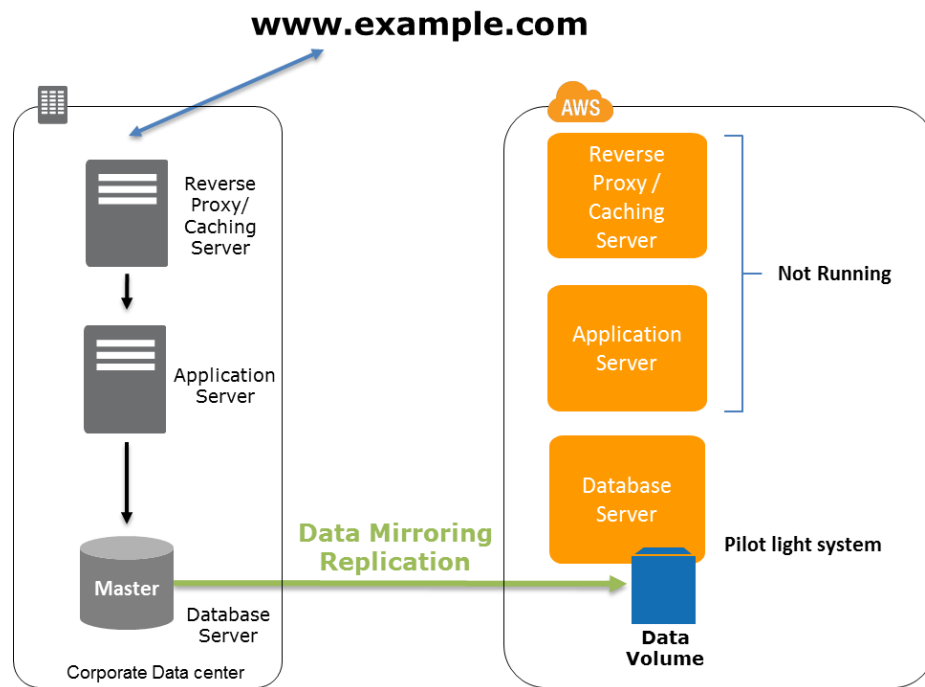 www.example.com
AWS
Reverse
Proxy/
Caching
Server
Reverse
Proxy /
Caching
Server
Not Running
Application
Server
Application
Server
Database
Server
Data Mirroring
Replication
Pilot light system
Master
Database
Server
Data
Volume
Corporate Data center